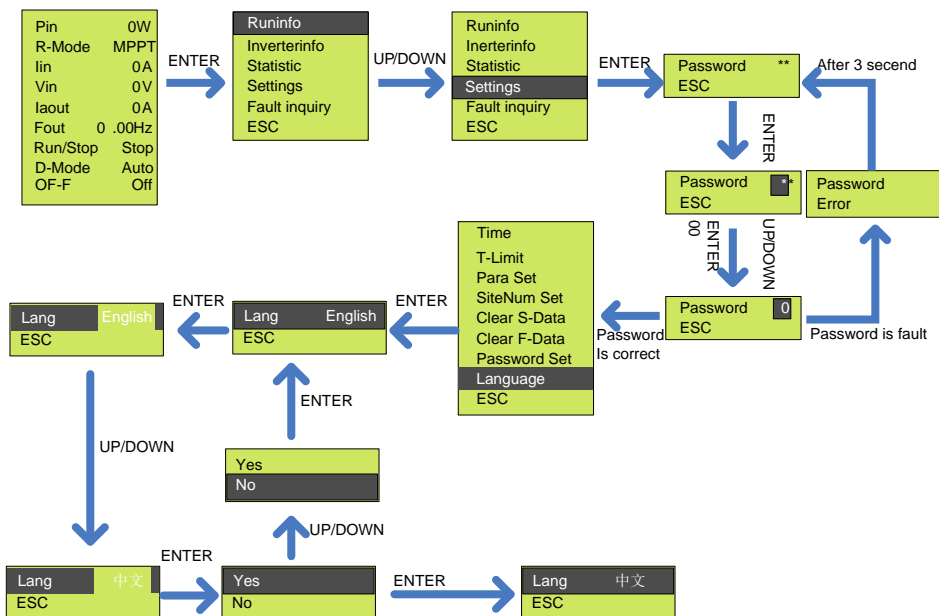 Pin 0W
R-Mode MPPT
Iin 0A
Vin 0V
Iaout 0A
Fout 0 .00Hz
Run/Stop Stop
D-Mode Auto
OF-F Off
ENTER
Runinfo
Inverterinfo
Statistic
Settings
Fault inquiry
ESC
UP/DOWN
Runinfo
Inerterinfo
Statistic
Settings
Fault inquiry
ESC
ENTER
Password **
ESC
After 3 secend
ENTER
Password **
ESC
Password
Error
UP/DOWN
ENTER
00
Password 0
ESC
Password is fault
Password
Is correct
Time
T-Limit
Para Set
SiteNum Set
Clear S-Data
Clear F-Data
Password Set
Language
ESC
ENTER
Lang English
ESC
ENTER
Lang English
ESC
UP/DOWN
ENTER
Yes
No
UP/DOWN
Lang 中文
ESC
ENTER
Yes
No
ENTER
Lang 中文
ESC